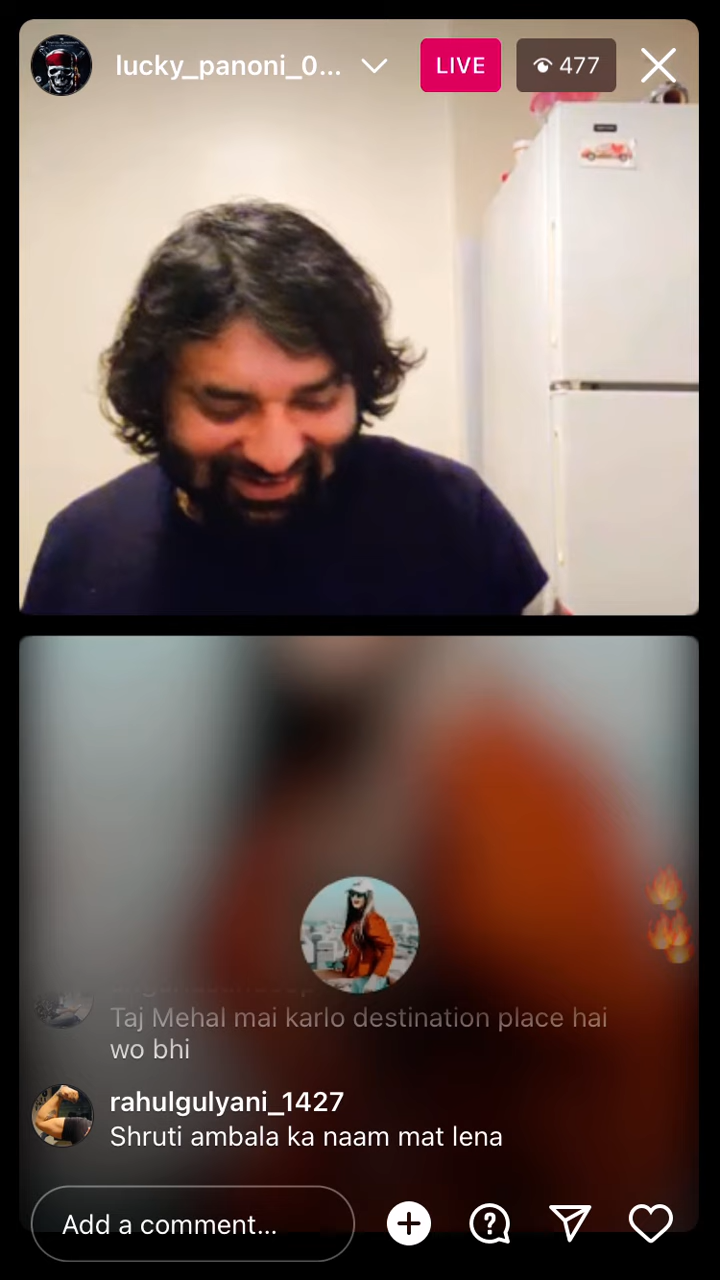 lucky_panoni_0...
LIVE
477
Taj Mehal mai karlo destination place hai
wo bhi
rahulgulyani_1427
Shruti ambala ka naam mat lena
Add a comment...